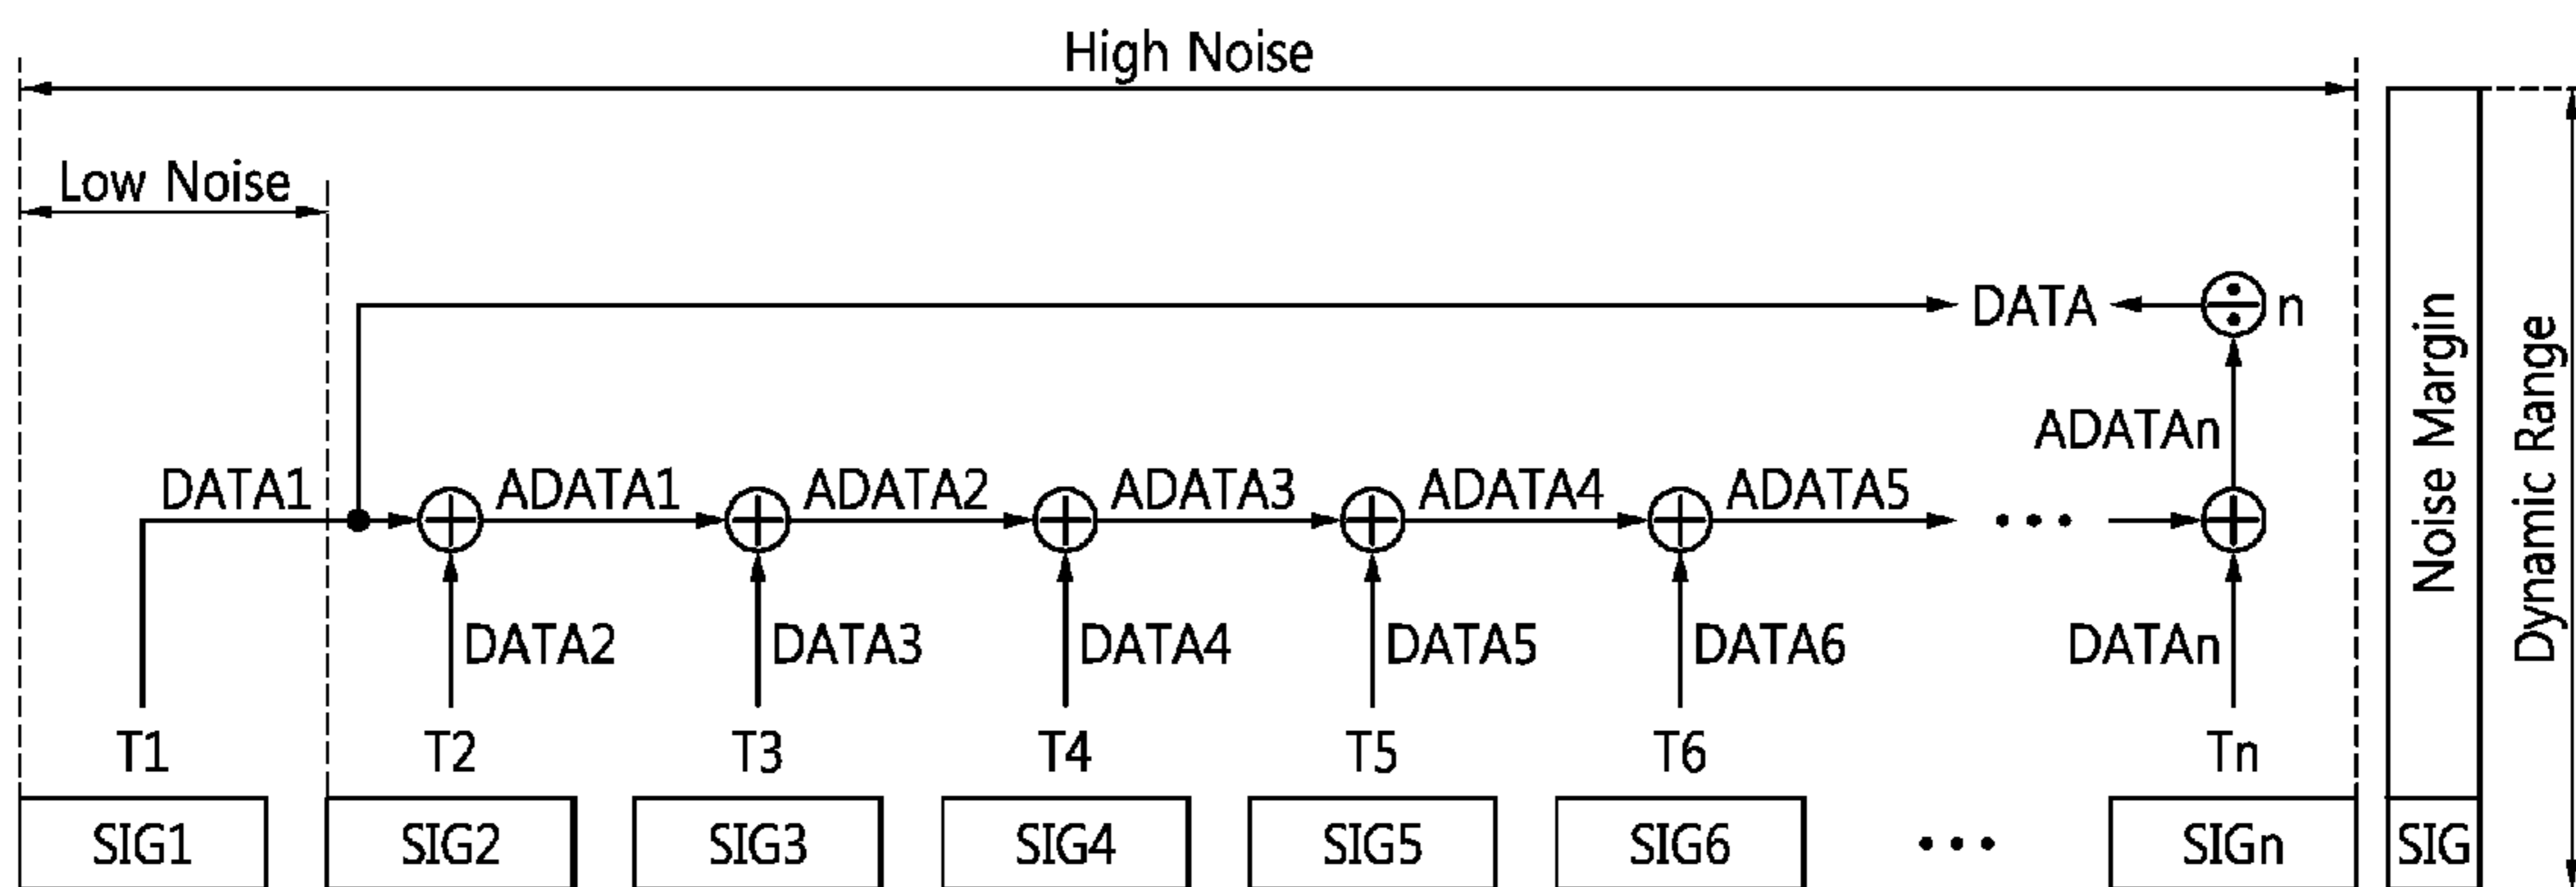 High Noise
Low Noise
DATA n
ADATAn
DATA1 ADATA1 ADATA2 ADATA3 ADATA4 ADATA5 ...
DATA2 DATA3 DATA4 DATA5 DATA6 DATAn
T1 T2 T3 T4 T5 T6 Tn
SIG1 SIG2 SIG3 SIG4 SIG5 SIG6 ... SIGn SIG
Noise Margin
Dynamic Range